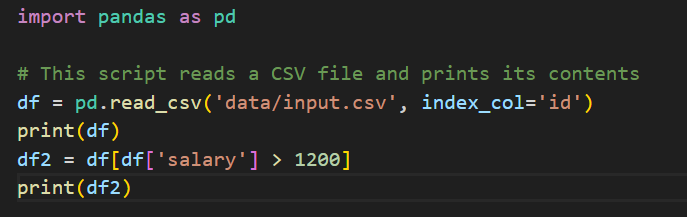 import pandas as pd
# This script reads a CSV file and prints its contents
df = pd.read_csv('data/input.csv', index_col='id')
print(df)
df2 = df[df['salary'] > 1200]
print(df2)